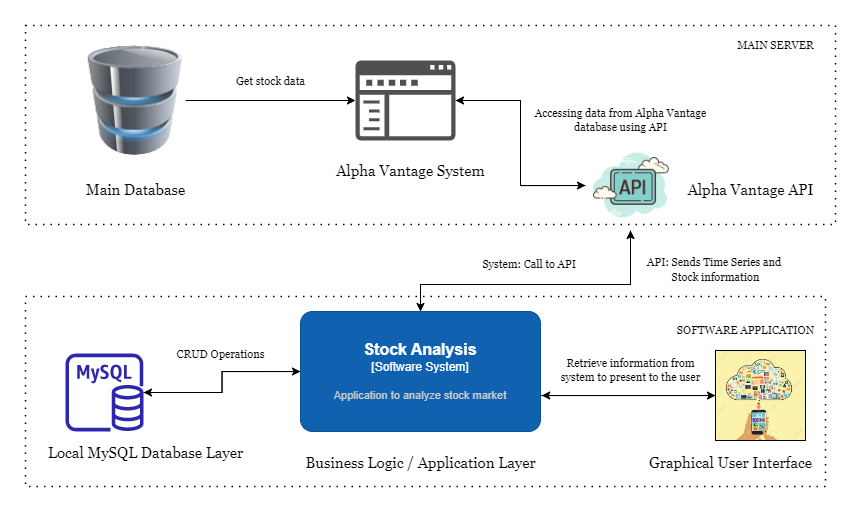 MAIN SERVER
Get stock data
Accessing data from Alpha Vantage
database using API
API
Main Database
Alpha Vantage System
Alpha Vantage API
System: Call to API
API: Sends Time Series and
Stock information
SOFTWARE APPLICATION
CRUD Operations
MySQL
Stock Analysis
[Software System]
Application to analyze stock market
Retrieve information from
system to present to the user
Local MySQL Database Layer
Business Logic / Application Layer
Graphical User Interface